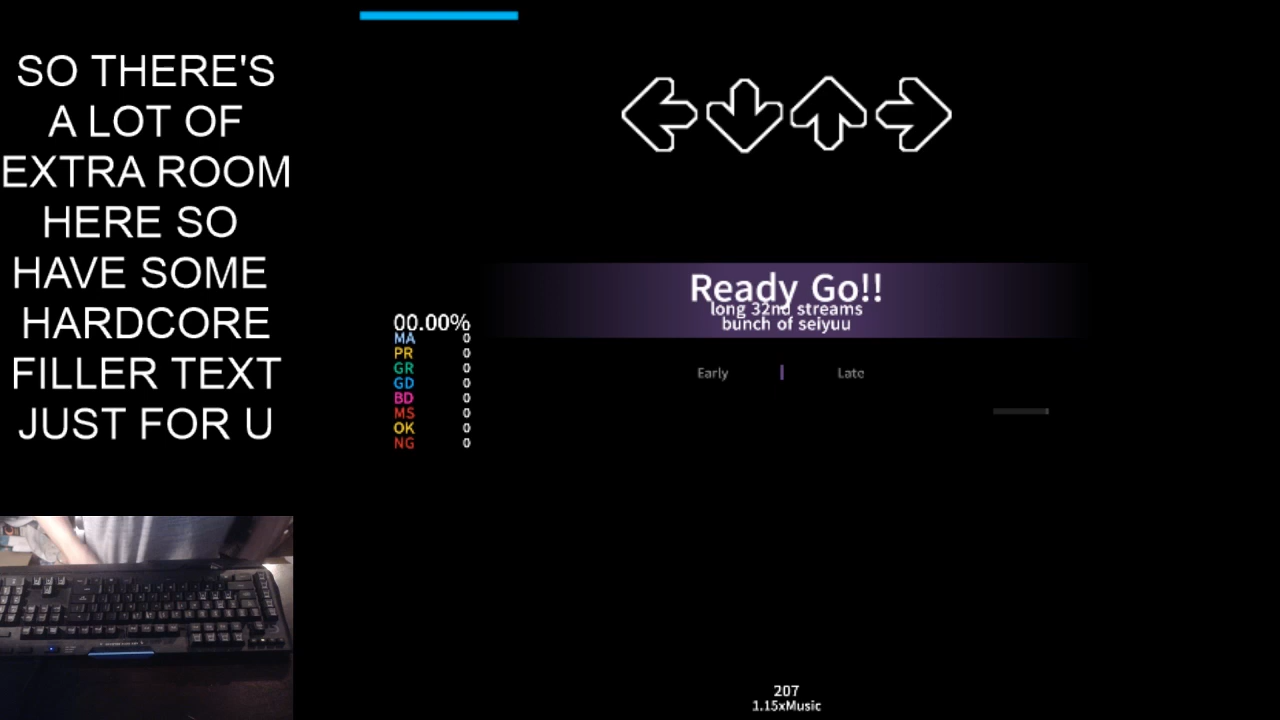 SO THERE'S
A LOT OF
EXTRA ROOM
HERE SO
HAVE SOME
HARDCORE
FILLER TEXT
JUST FOR U
Ready Go!!
long 32nd streams
bunch of seiyuu
00.00%
MA 0
PR 0
GR 0
GD 0
BD 0
MS 0
OK 0
NG 0
Early Late
207
1.15xMusic